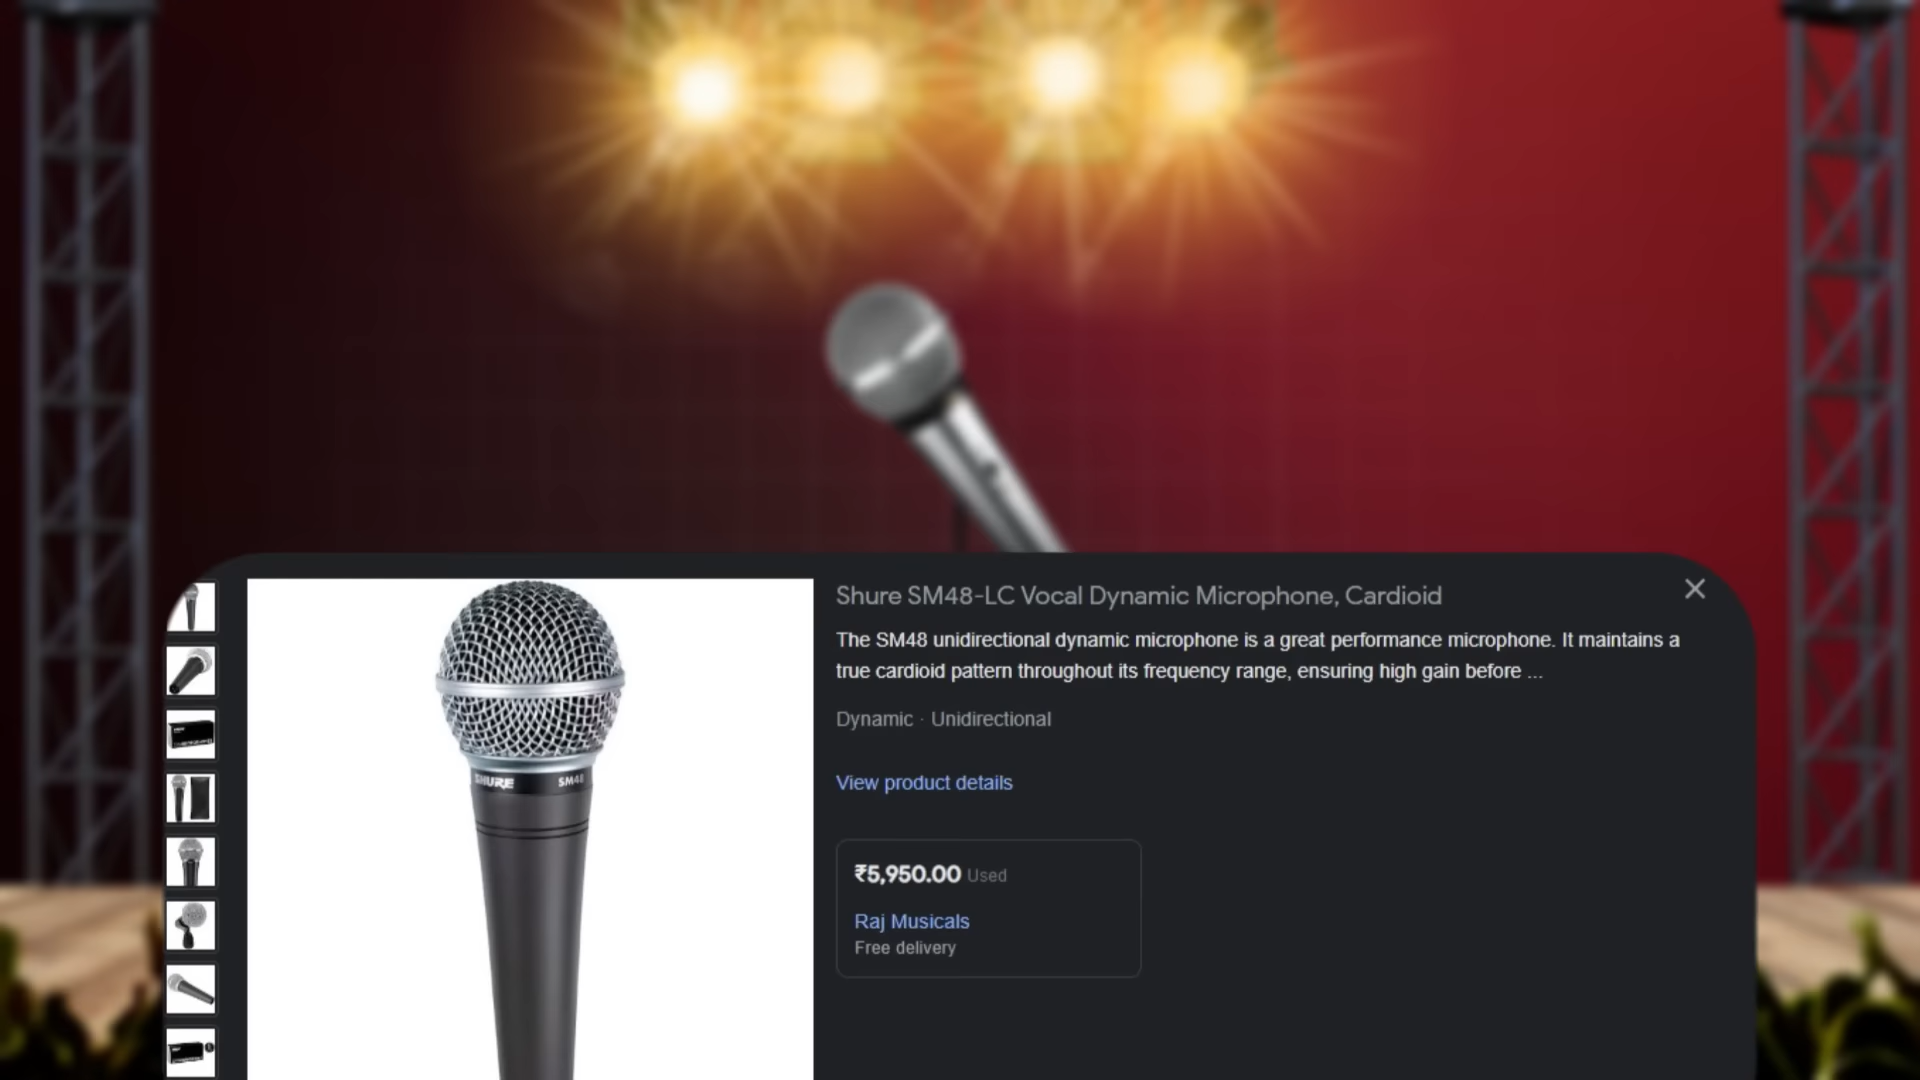 Shure SM48-LC Vocal Dynamic Microphone, Cardioid
The SM48 unidirectional dynamic microphone is a great performance microphone. It maintains a
true cardioid pattern throughout its frequency range, ensuring high gain before ...
Dynamic · Unidirectional
SHURE SM48
View product details
₹5,950.00 Used
Raj Musicals
Free delivery